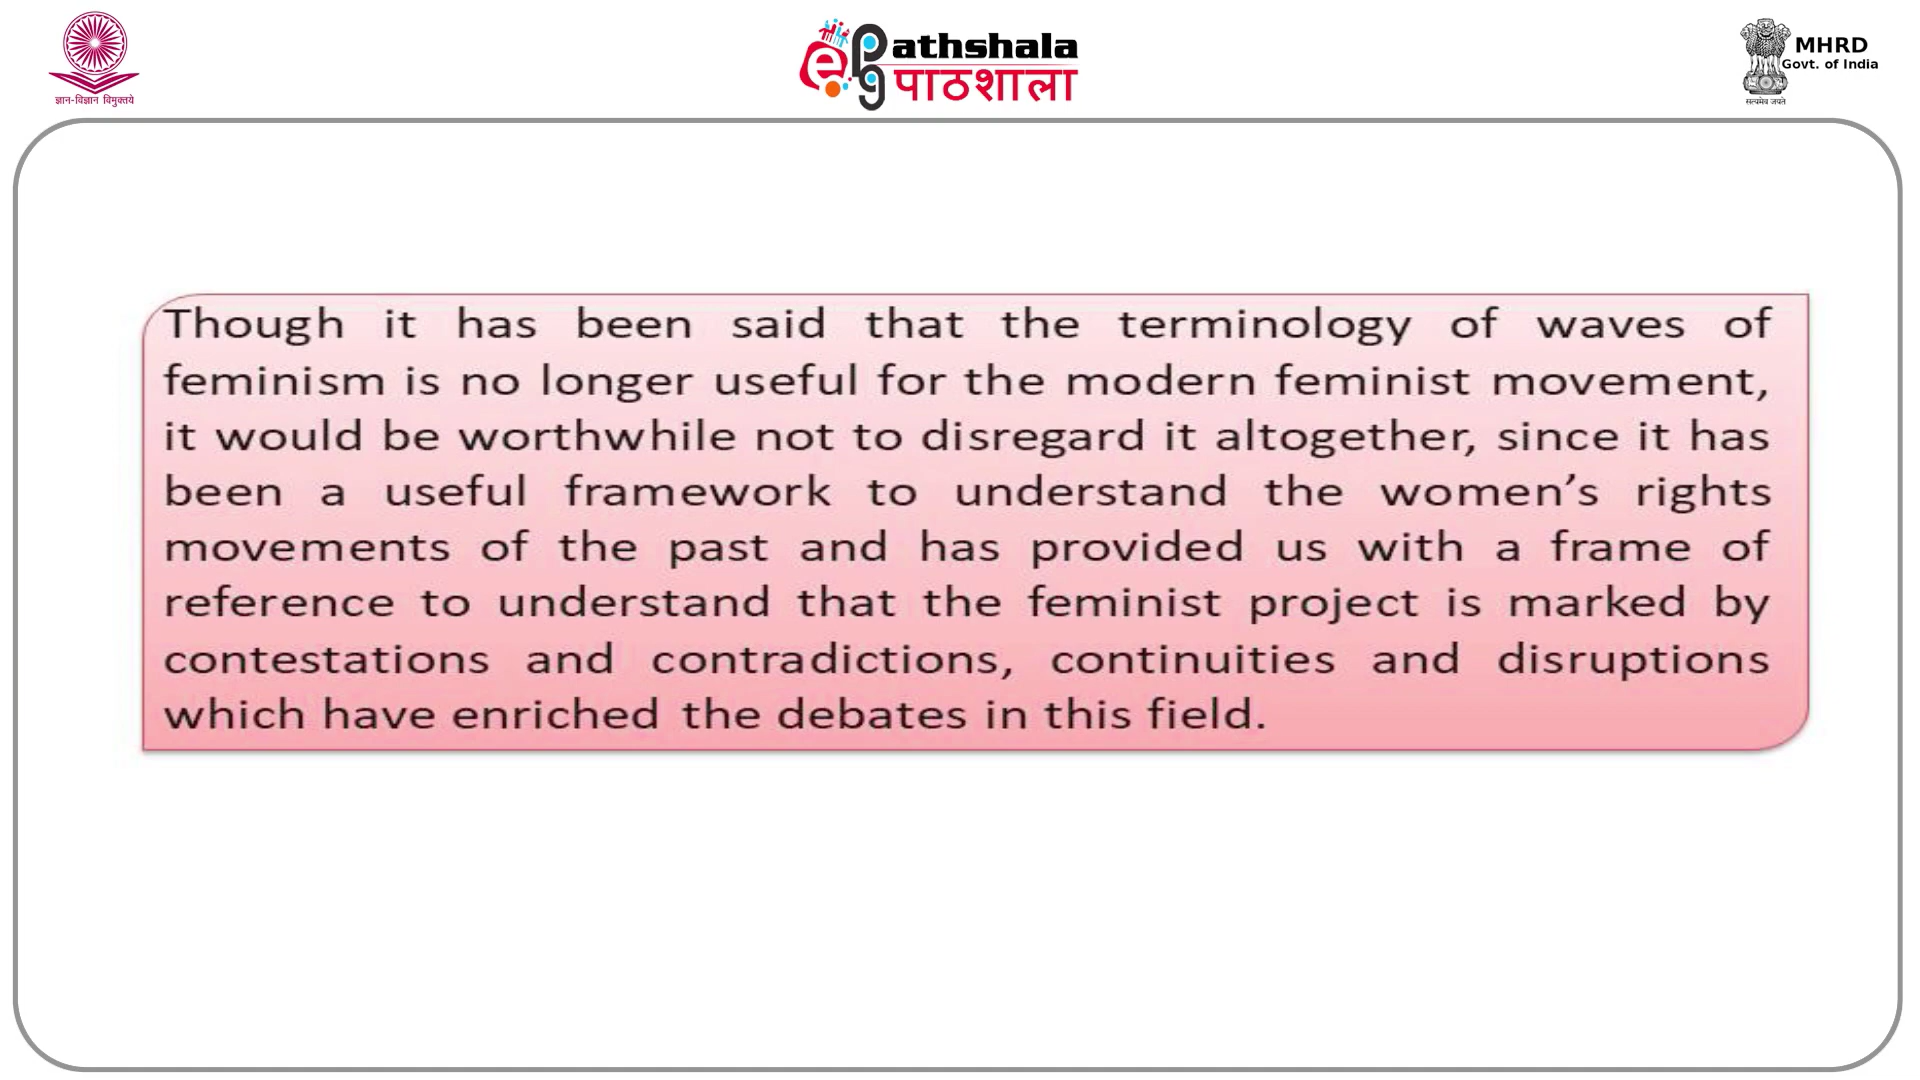 ज्ञान-विज्ञान विमुक्तये
e pg athshala
पाठशाला
MHRD
Govt. of India
सत्यमेव जयते
Though it has been said that the terminology of waves of
feminism is no longer useful for the modern feminist movement,
it would be worthwhile not to disregard it altogether, since it has
been a useful framework to understand the women’s rights
movements of the past and has provided us with a frame of
reference to understand that the feminist project is marked by
contestations and contradictions, continuities and disruptions
which have enriched the debates in this field.